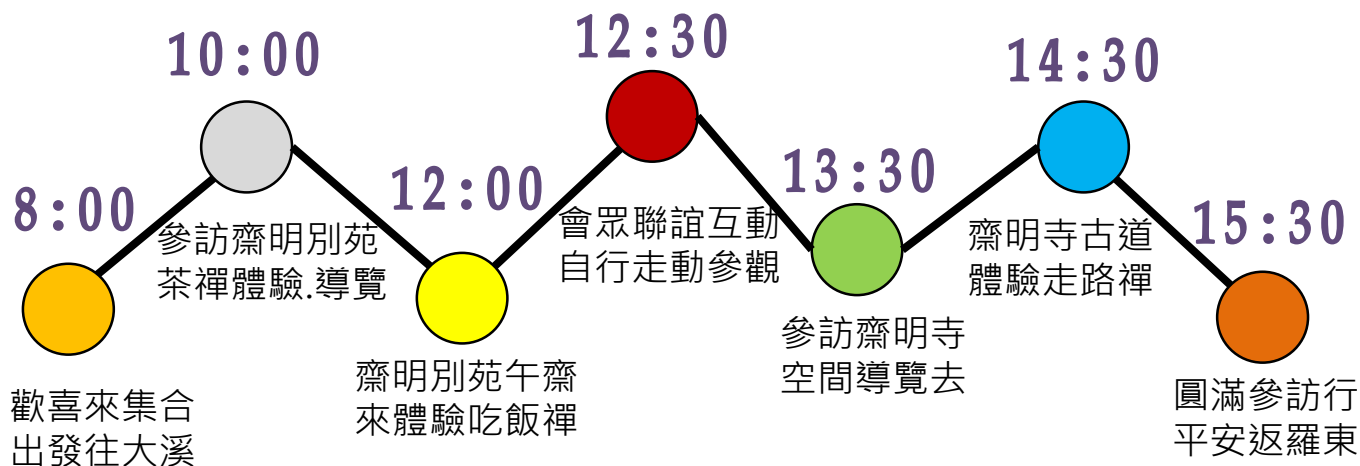 8:00
歡喜來集合
出發往大溪
10:00
參訪齋明別苑
茶禪體驗.導覽
12:00
齋明別苑午齋
來體驗吃飯禪
12:30
會眾聯誼互動
自行走動參觀
13:30
參訪齋明寺
空間導覽去
14:30
齋明寺古道
體驗走路禪
15:30
圓滿參訪行
平安返羅東